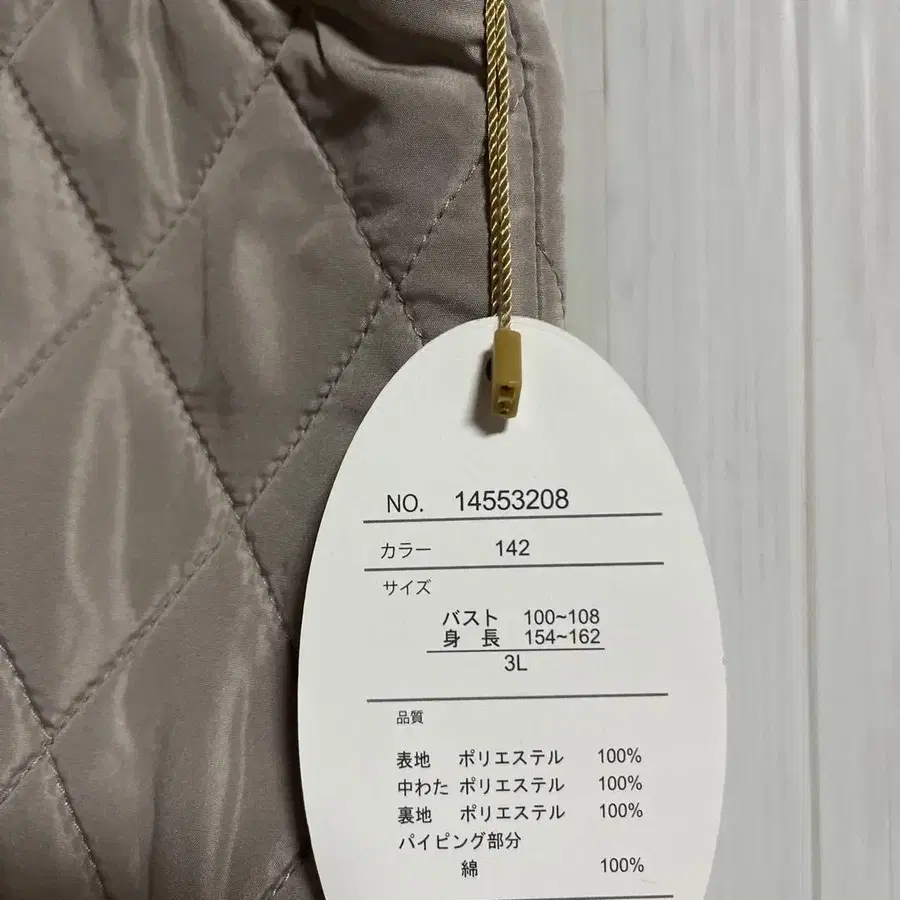 NO. 14553208
カラー 142
サイズ
バスト 100~108
身 長 154~162
3L
品質
表地 ポリエステル 100%
中わた ポリエステル 100%
裏地 ポリエステル 100%
パイピング部分
綿 100%